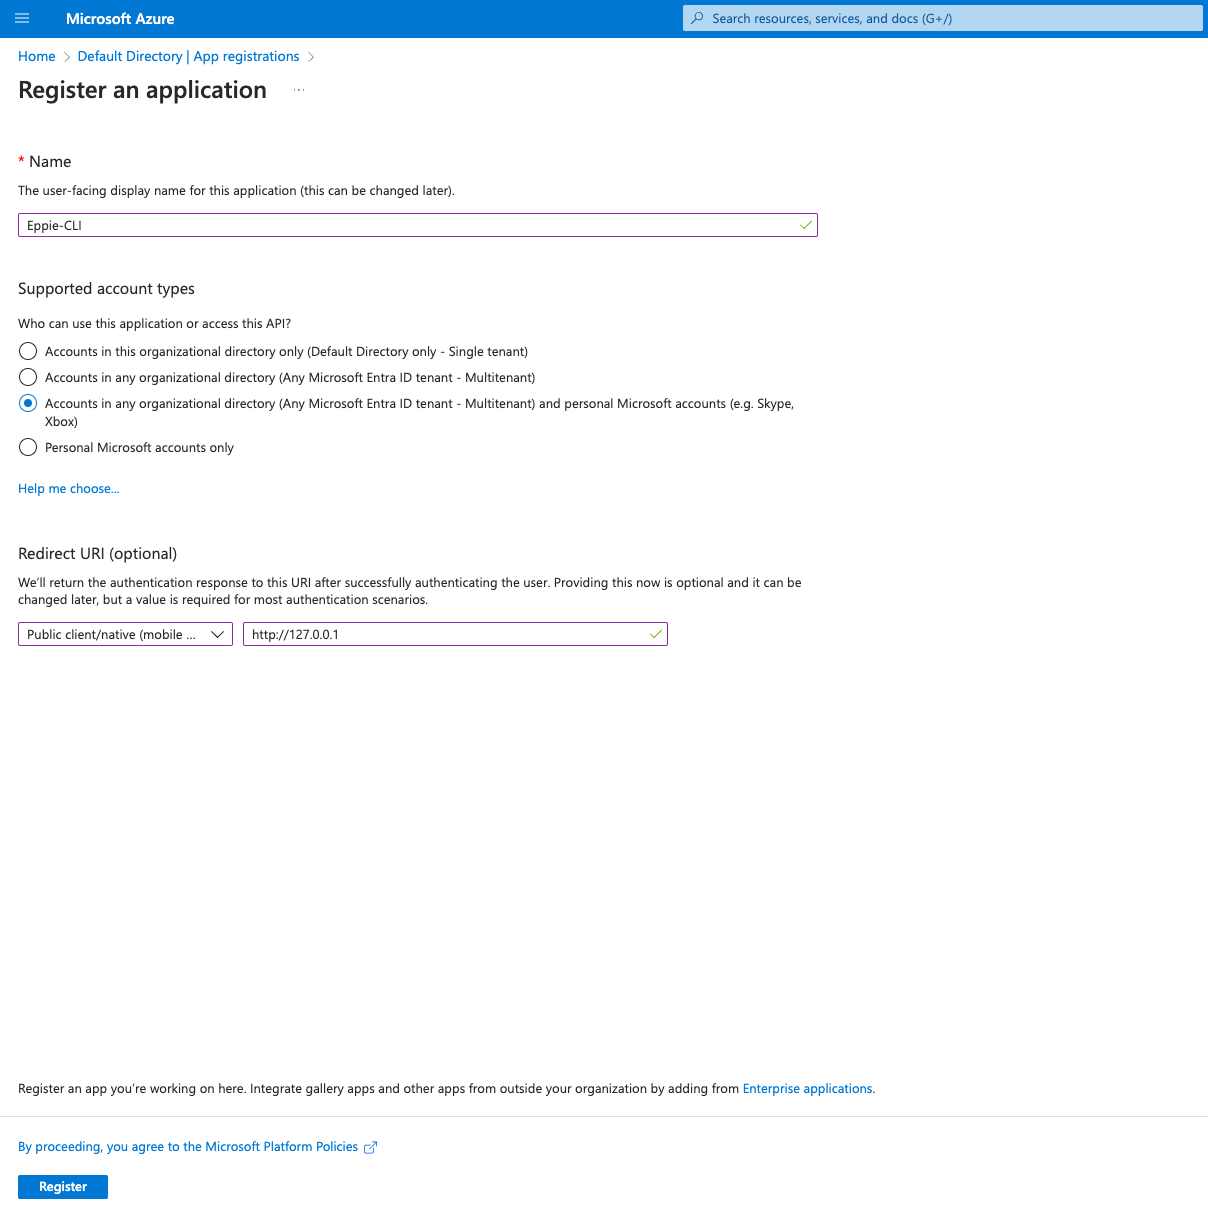 Microsoft Azure
Search resources, services, and docs (G+/)
Home > Default Directory | App registrations >
Register an application ...
* Name
The user-facing display name for this application (this can be changed later).
Eppie-CLI
Supported account types
Who can use this application or access this API?
Accounts in this organizational directory only (Default Directory only - Single tenant)
Accounts in any organizational directory (Any Microsoft Entra ID tenant - Multitenant)
Accounts in any organizational directory (Any Microsoft Entra ID tenant - Multitenant) and personal Microsoft accounts (e.g. Skype,
Xbox)
Personal Microsoft accounts only
Help me choose...
Redirect URI (optional)
We'll return the authentication response to this URI after successfully authenticating the user. Providing this now is optional and it can be
changed later, but a value is required for most authentication scenarios.
Public client/native (mobile ...
http://127.0.0.1
Register an app you're working on here. Integrate gallery apps and other apps from outside your organization by adding from Enterprise applications.
By proceeding, you agree to the Microsoft Platform Policies
Register